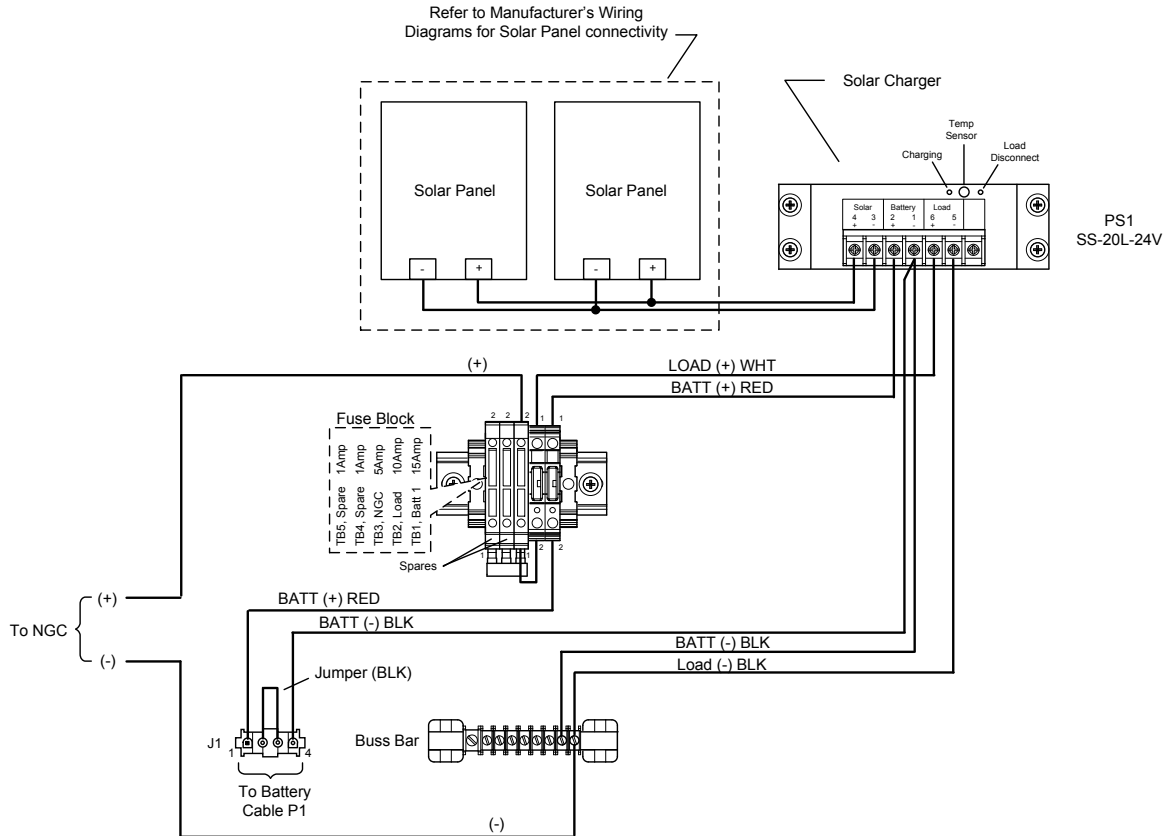 Refer to Manufacturer's Wiring
Diagrams for Solar Panel connectivity
Solar Charger
Temp
Sensor
Charging
Load
Disconnect
Solar Panel
Solar Panel
Solar
Battery
Load
4 3 2 1 6 5
+ - + - + -
PS1
SS-20L-24V
- +
- +
(+)
LOAD (+) WHT
BATT (+) RED
2 2 2 1 1
Fuse Block
TB5, Spare 1Amp
TB4, Spare 1Amp
TB3, NGC 5Amp
TB2, Load 10Amp
TB1, Batt 1 15Amp
1 1 2 2
Spares
BATT (+) RED
(+)
BATT (-) BLK
To NGC
BATT (-) BLK
(-)
Load (-) BLK
Jumper (BLK)
J1
1 4
Buss Bar
To Battery
Cable P1
(-)